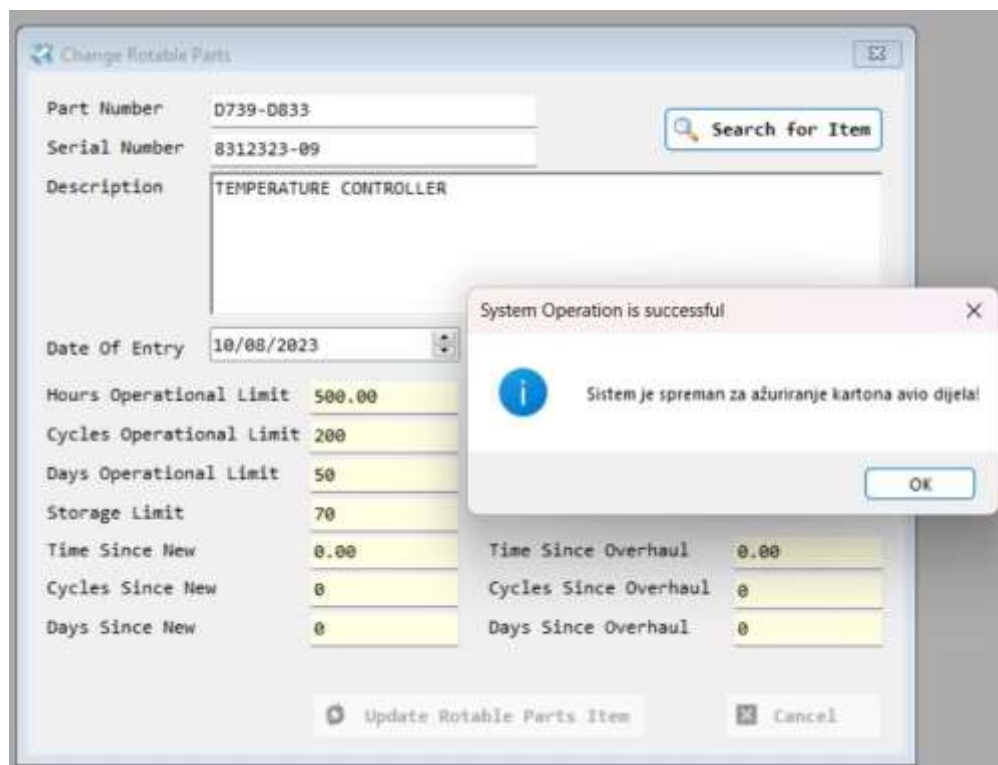 Change Rotable Parts
Part Number D739-D833
Search for Item
Serial Number 8312323-09
Description TEMPERATURE CONTROLLER
System Operation is successful
Date Of Entry 10/08/2023
Sistem je spreman za ažuriranje kartona avio dijela!
Hours Operational Limit 500.00
Cycles Operational Limit 200
Days Operational Limit 50
OK
Storage Limit 70
Time Since New 0.00 Time Since Overhaul 0.00
Cycles Since New 0 Cycles Since Overhaul 0
Days Since New 0 Days Since Overhaul 0
Update Rotable Parts Item Cancel